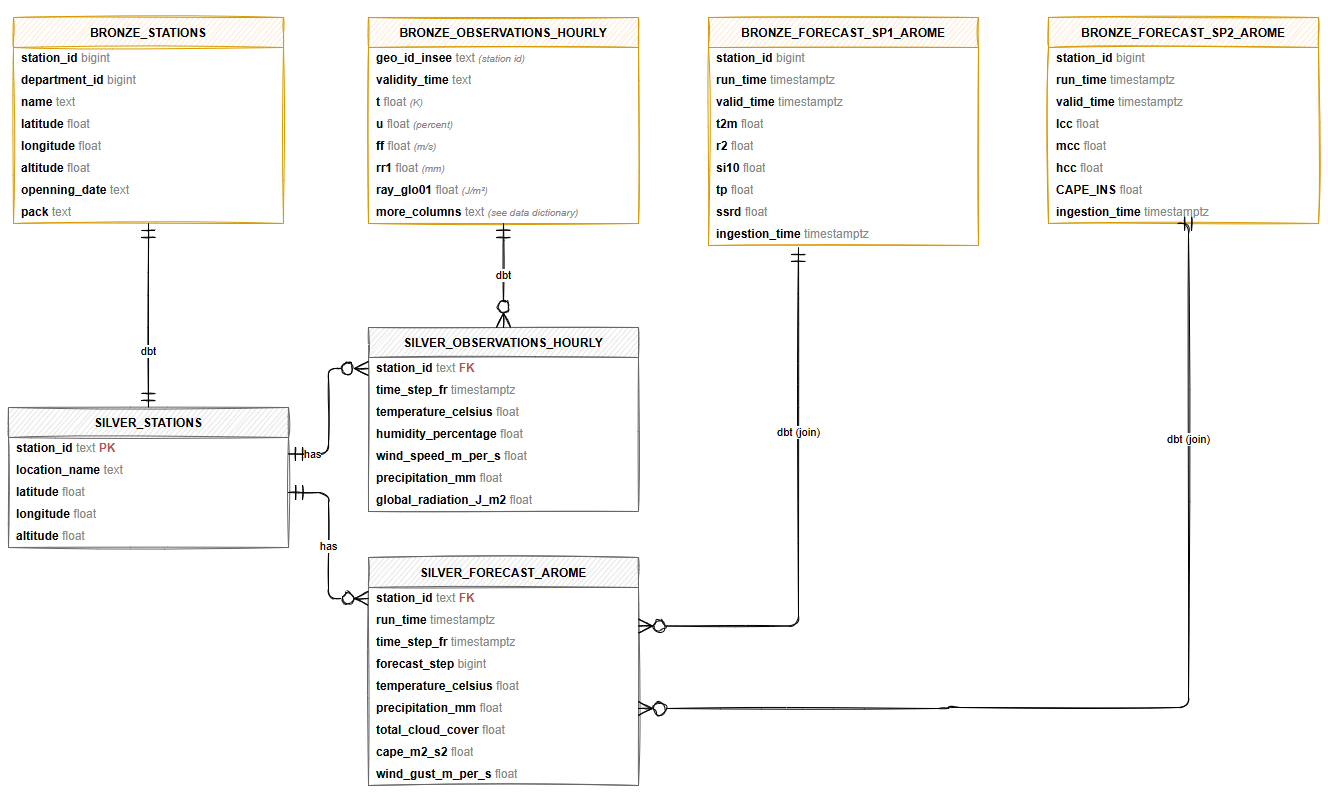 BRONZE_STATIONS
station_id bigint
department_id bigint
name text
latitude float
longitude float
altitude float
openning_date text
pack text
BRONZE_OBSERVATIONS_HOURLY
geo_id_insee text (station id)
validity_time text
t float (K)
u float (percent)
ff float (m/s)
rr1 float (mm)
ray_glo01 float (J/m²)
more_columns text (see data dictionary)
BRONZE_FORECAST_SP1_AROME
station_id bigint
run_time timestamptz
valid_time timestamptz
t2m float
r2 float
si10 float
tp float
ssrd float
ingestion_time timestamptz
BRONZE_FORECAST_SP2_AROME
station_id bigint
run_time timestamptz
valid_time timestamptz
lcc float
mcc float
hcc float
CAPE_INS float
ingestion_time timestamptz
dbt
dbt
dbt (join)
dbt (join)
SILVER_STATIONS
station_id text PK
location_name text
latitude float
longitude float
altitude float
has
has
SILVER_OBSERVATIONS_HOURLY
station_id text FK
time_step_fr timestamptz
temperature_celsius float
humidity_percentage float
wind_speed_m_per_s float
precipitation_mm float
global_radiation_J_m2 float
SILVER_FORECAST_AROME
station_id text FK
run_time timestamptz
time_step_fr timestamptz
forecast_step bigint
temperature_celsius float
precipitation_mm float
total_cloud_cover float
cape_m2_s2 float
wind_gust_m_per_s float